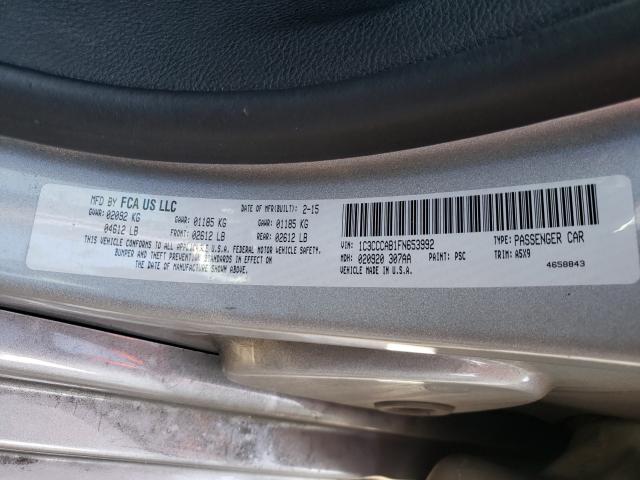 MFD BY FCA US LLC DATE OF MFR(BUILT): 2-15
GVWR: 02092 KG GAWR 01185 KG GAWR 01185 KG
04612 LB FRONT: 02612 LB REAR: 02612 LB
THIS VEHICLE CONFORMS TO ALL APPLICABLE U.S.A. FEDERAL MOTOR VEHICLE SAFETY,
BUMPER AND THEFT PREVENTION STANDARDS IN EFFECT ON
THE DATE OF MANUFACTURE SHOWN ABOVE.
VIN: 1C3CCCAB1FN653992 TYPE: PASSENGER CAR
MDH: 020920 307AA PAINT: PSC TRIM: A5X9
VEHICLE MADE IN U.S.A. 4658843